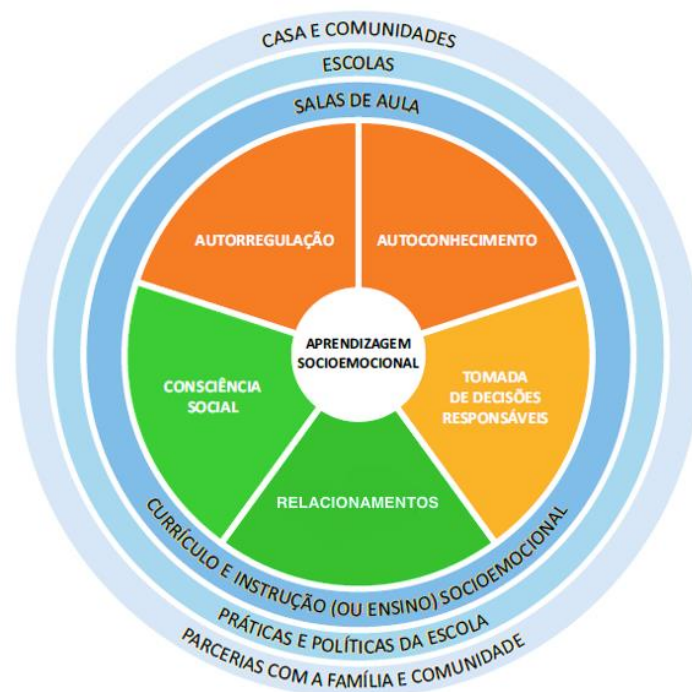 CASA E COMUNIDADES
ESCOLAS
SALAS DE AULA
AUTORREGULAÇÃO
AUTOCONHECIMENTO
APRENDIZAGEM
SOCIOEMOCIONAL
CONSCIÊNCIA
SOCIAL
TOMADA
DE DECISÕES
RESPONSÁVEIS
RELACIONAMENTOS
CURRÍCULO E INSTRUÇÃO (OU ENSINO) SOCIOEMOCIONAL
PRÁTICAS E POLÍTICAS DA ESCOLA
PARCERIAS COM A FAMÍLIA E COMUNIDADE